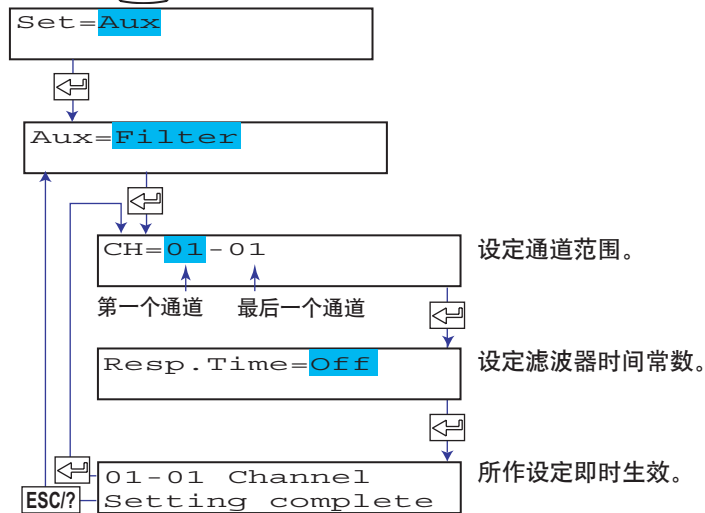 Set=Aux
Aux=Filter
CH=01-01
设定通道范围。
第一个通道 最后一个通道
Resp.Time=Off
设定滤波器时间常数。
01-01 Channel
所作设定即时生效。
ESC/?
Setting complete